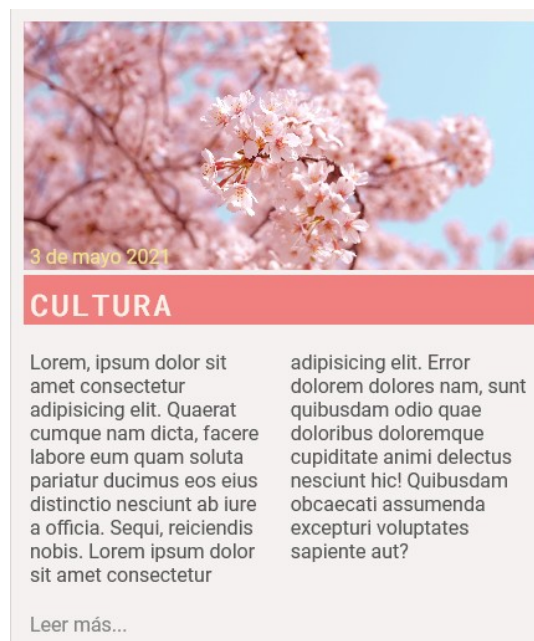 3 de mayo 2021
CULTURA
Lorem, ipsum dolor sit
amet consectetur
adipisicing elit. Quaerat
cumque nam dicta, facere
labore eum quam soluta
pariatur ducimus eos eius
distinctio nesciunt ab iure
a officia. Sequi, reiciendis
nobis. Lorem ipsum dolor
sit amet consectetur
adipisicing elit. Error
dolorem dolores nam, sunt
quibusdam odio quae
doloribus doloremque
cupiditate animi delectus
nesciunt hic! Quibusdam
obcaecati assumenda
excepturi voluptates
sapiente aut?
Leer más...